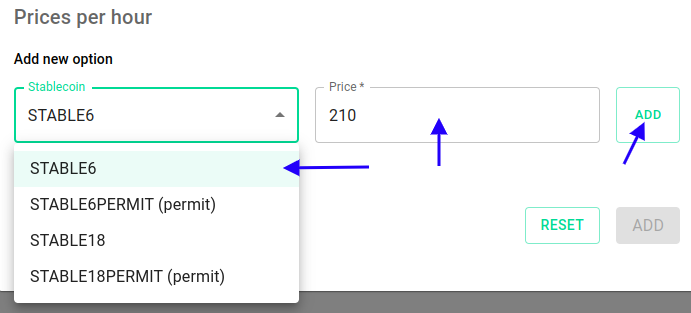 Prices per hour
Add new option
Stablecoin
STABLE6
Price *
210
ADD
STABLE6
STABLE6PERMIT (permit)
STABLE18
STABLE18PERMIT (permit)
RESET
ADD